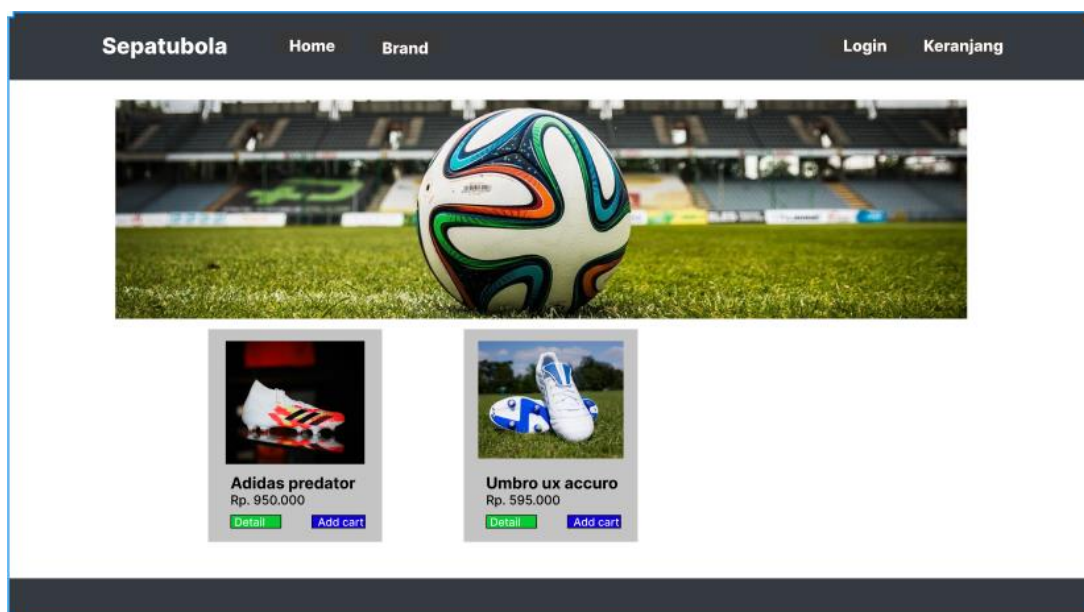 Sepatubola Home Brand Login Keranjang
Adidas predator
Rp. 950.000
Detail Add cart
Umbro ux accuro
Rp. 595.000
Detail Add cart